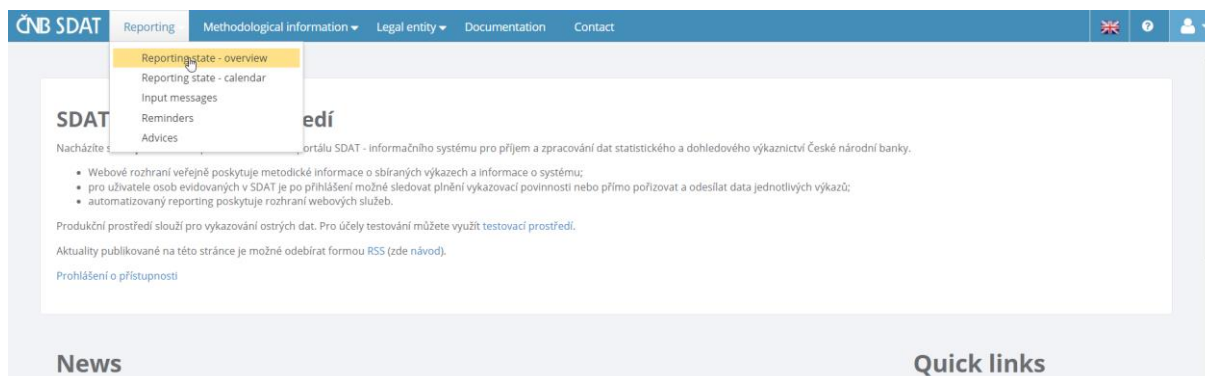 ČNB SDAT Reporting Methodological information Legal entity Documentation Contact
Reporting state - overview
Reporting state - calendar
Input messages
Reminders
Advices
SDAT edí
Nacházíte s ortálu SDAT - informačního systému pro příjem a zpracování dat statistického a dohledového výkaznictví České národní banky.
Webové rozhraní veřejně poskytuje metodické informace o sbíraných výkazech a informace o systému;
pro uživatele osob evidovaných v SDAT je po přihlášení možné sledovat plnění vykazovací povinnosti nebo přímo pořizovat a odesílat data jednotlivých výkazů;
automatizovaný reporting poskytuje rozhraní webových služeb.
Produkční prostředí slouží pro vykazování ostrých dat. Pro účely testování můžete využít testovací prostředí.
Aktuality publikované na této stránce je možné odebírat formou RSS (zde návod).
Prohlášení o přístupnosti
News
Quick links